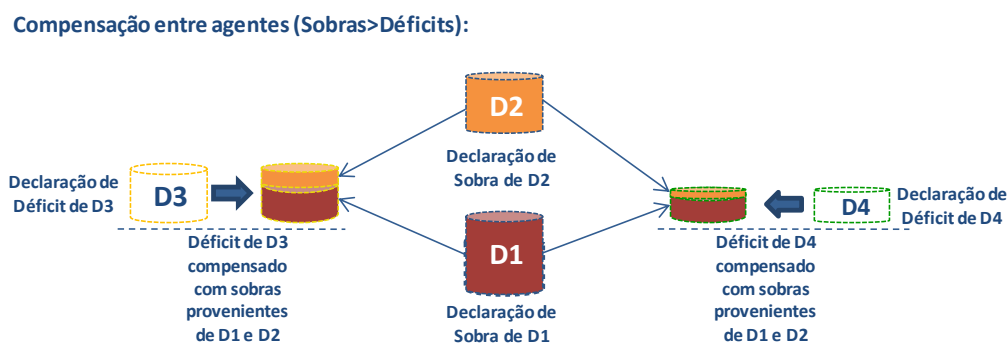 Compensação entre agentes (Sobras>Déficits):
D2
Declaração de
Sobra de D2
Declaração de
Déficit de D3
D3
D4
Declaração de
Déficit de D4
Déficit de D3
compensado
com sobras
provenientes
de D1 e D2
D1
Declaração de
Sobra de D1
Déficit de D4
compensado
com sobras
provenientes
de D1 e D2